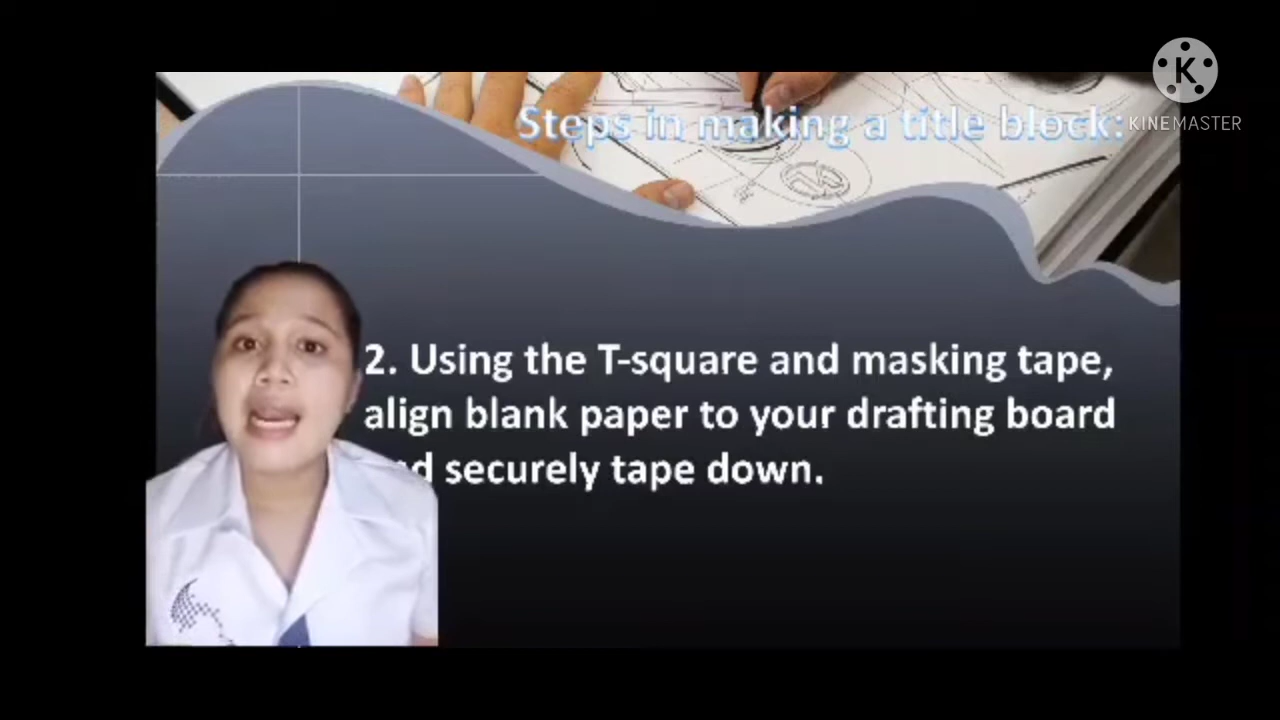 Steps in making a title block:
K
KINEMASTER
2. Using the T-square and masking tape,
align blank paper to your drafting board
securely tape down.